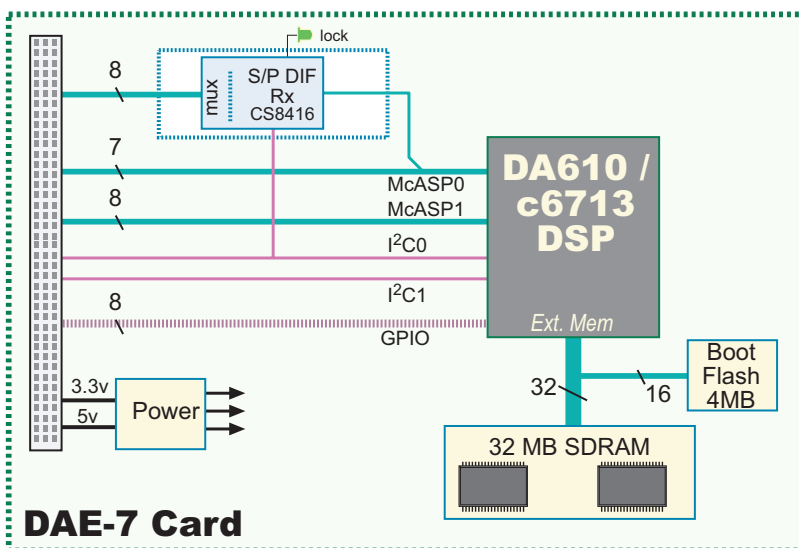 lock
8
mux
S/P DIF
Rx
CS8416
7
McASP0
8
McASP1
I²C0
I²C1
8
GPIO
DA610 /
c6713
DSP
Ext. Mem
3.3v
5v
Power
32
16
Boot
Flash
4MB
32 MB SDRAM
DAE-7 Card